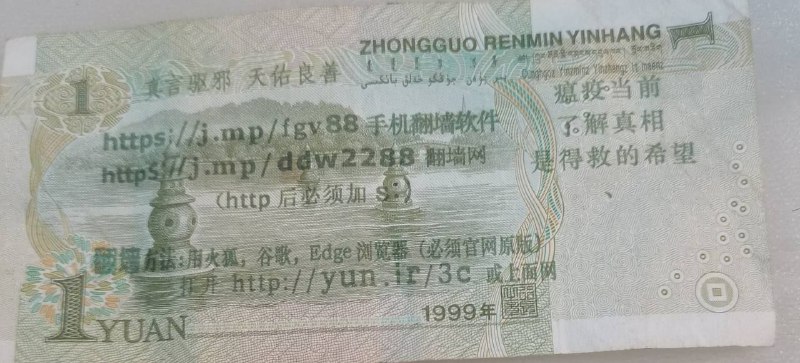 ZHONGGUO RENMIN YINHANG
1
1
真言驱邪 天佑良善
瘟疫当前
了解真相
是得救的希望
https://j.mp/fgv88 手机翻墙软件
https://j.mp/ddw2288 翻墙网
(http 后必须加 s:)
翻墙方法:用火狐，谷歌，Edge 浏览器（必须官网原版）
打开 http://yun.ir/3c 或上面网
1999年
1 YUAN